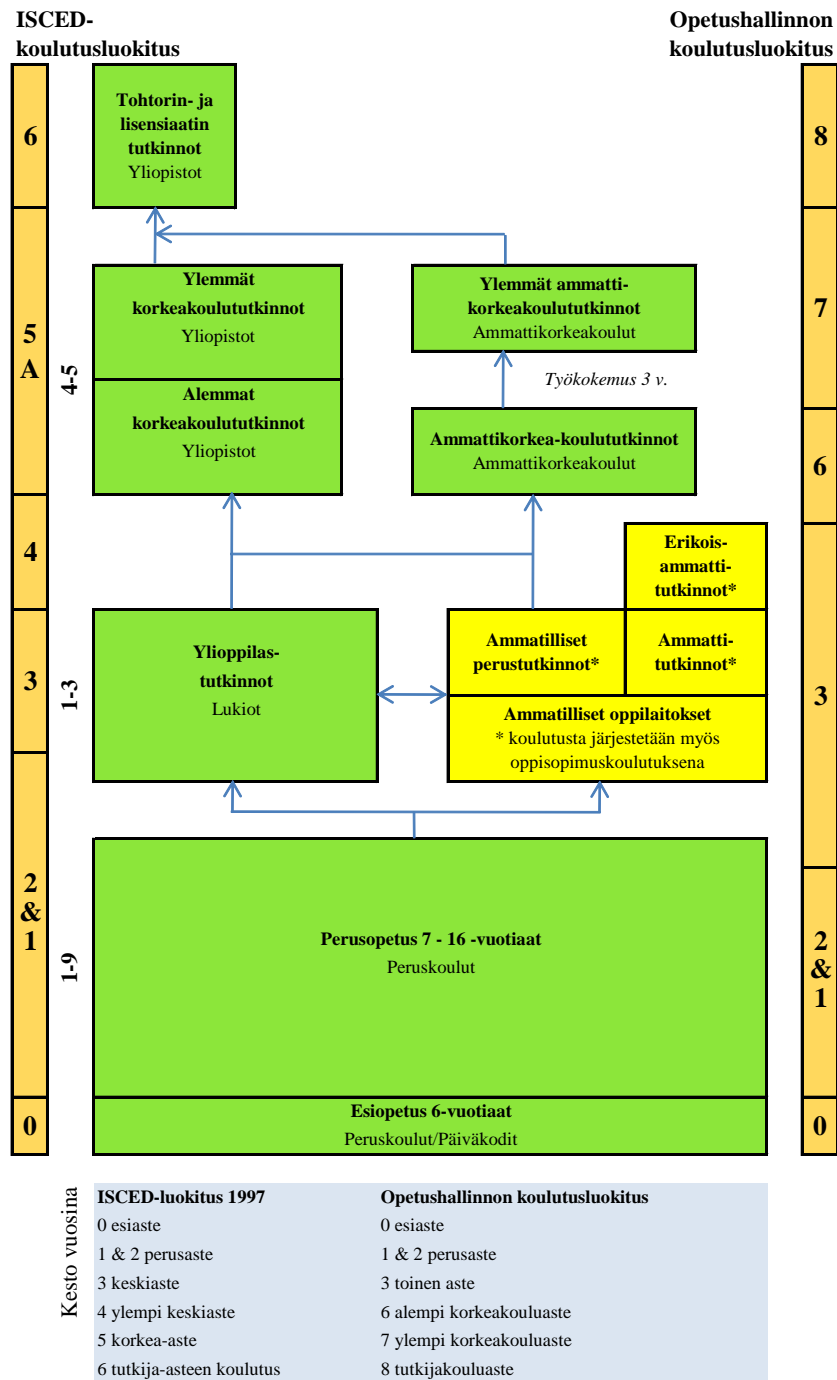 ISCED-
koulutusluokitus
Opetushallinnon
koulutusluokitus
6
5
A
4
3
2
&
1
0
4-5
1-3
1-9
Kesto vuosina
Tohtorin- ja
lisensiaatin
tutkinnot
Yliopistot
Ylemmät
korkeakoulututkinnot
Yliopistot
Ylemmät ammatti-
korkeakoulututkinnot
Ammattikorkeakoulut
Työkokemus 3 v.
Alemmat
korkeakoulututkinnot
Yliopistot
Ammattikorkea-koulututkinnot
Ammattikorkeakoulut
Erikois-
ammatti-
tutkinnot*
Ylioppilas-
tutkinnot
Lukiot
Ammatilliset
perustutkinnot*
Ammatti-
tutkinnot*
Ammatilliset oppilaitokset
* koulutusta järjestetään myös
oppisopimuskoulutuksena
Perusopetus 7 - 16 -vuotiaat
Peruskoulut
Esiopetus 6-vuotiaat
Peruskoulut/Päiväkodit
8
7
6
3
2
&
1
0
ISCED-luokitus 1997
0 esiaste
1 & 2 perusaste
3 keskiaste
4 ylempi keskiaste
5 korkea-aste
6 tutkija-asteen koulutus
Opetushallinnon koulutusluokitus
0 esiaste
1 & 2 perusaste
3 toinen aste
6 alempi korkeakouluaste
7 ylempi korkeakouluaste
8 tutkijakouluaste